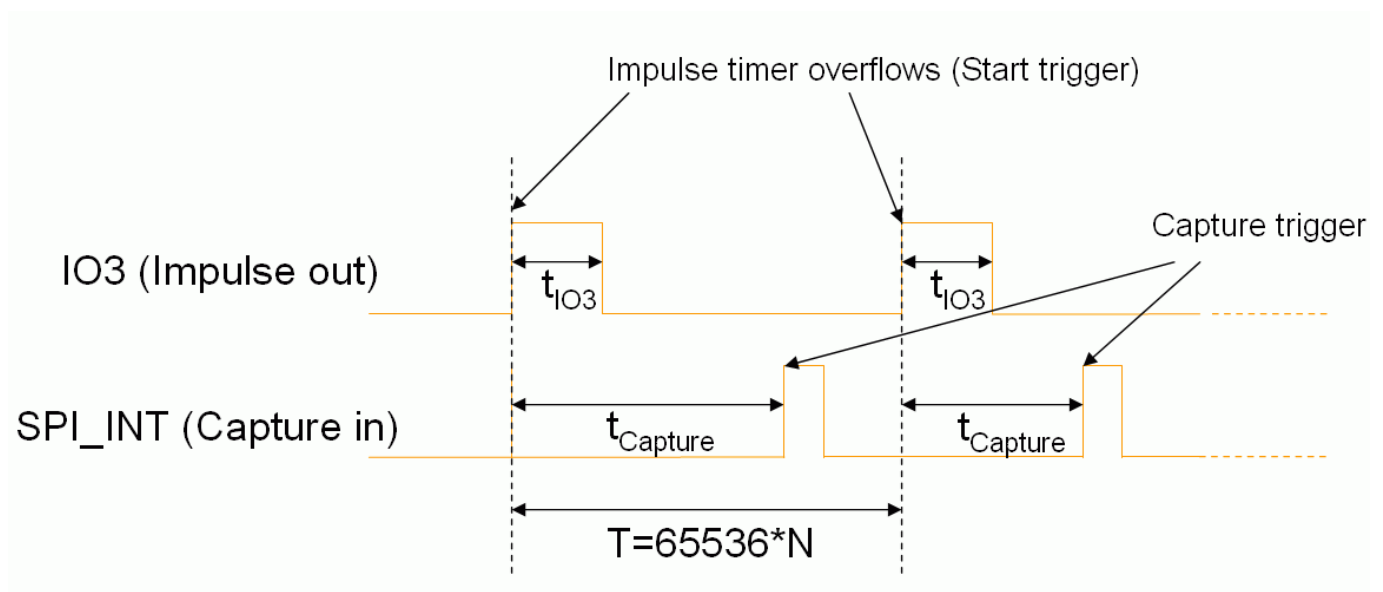 Impulse timer overflows (Start trigger)
Capture trigger
IO3 (Impulse out)
tIO3
tIO3
SPI_INT (Capture in)
tCapture
tCapture
T=65536*N